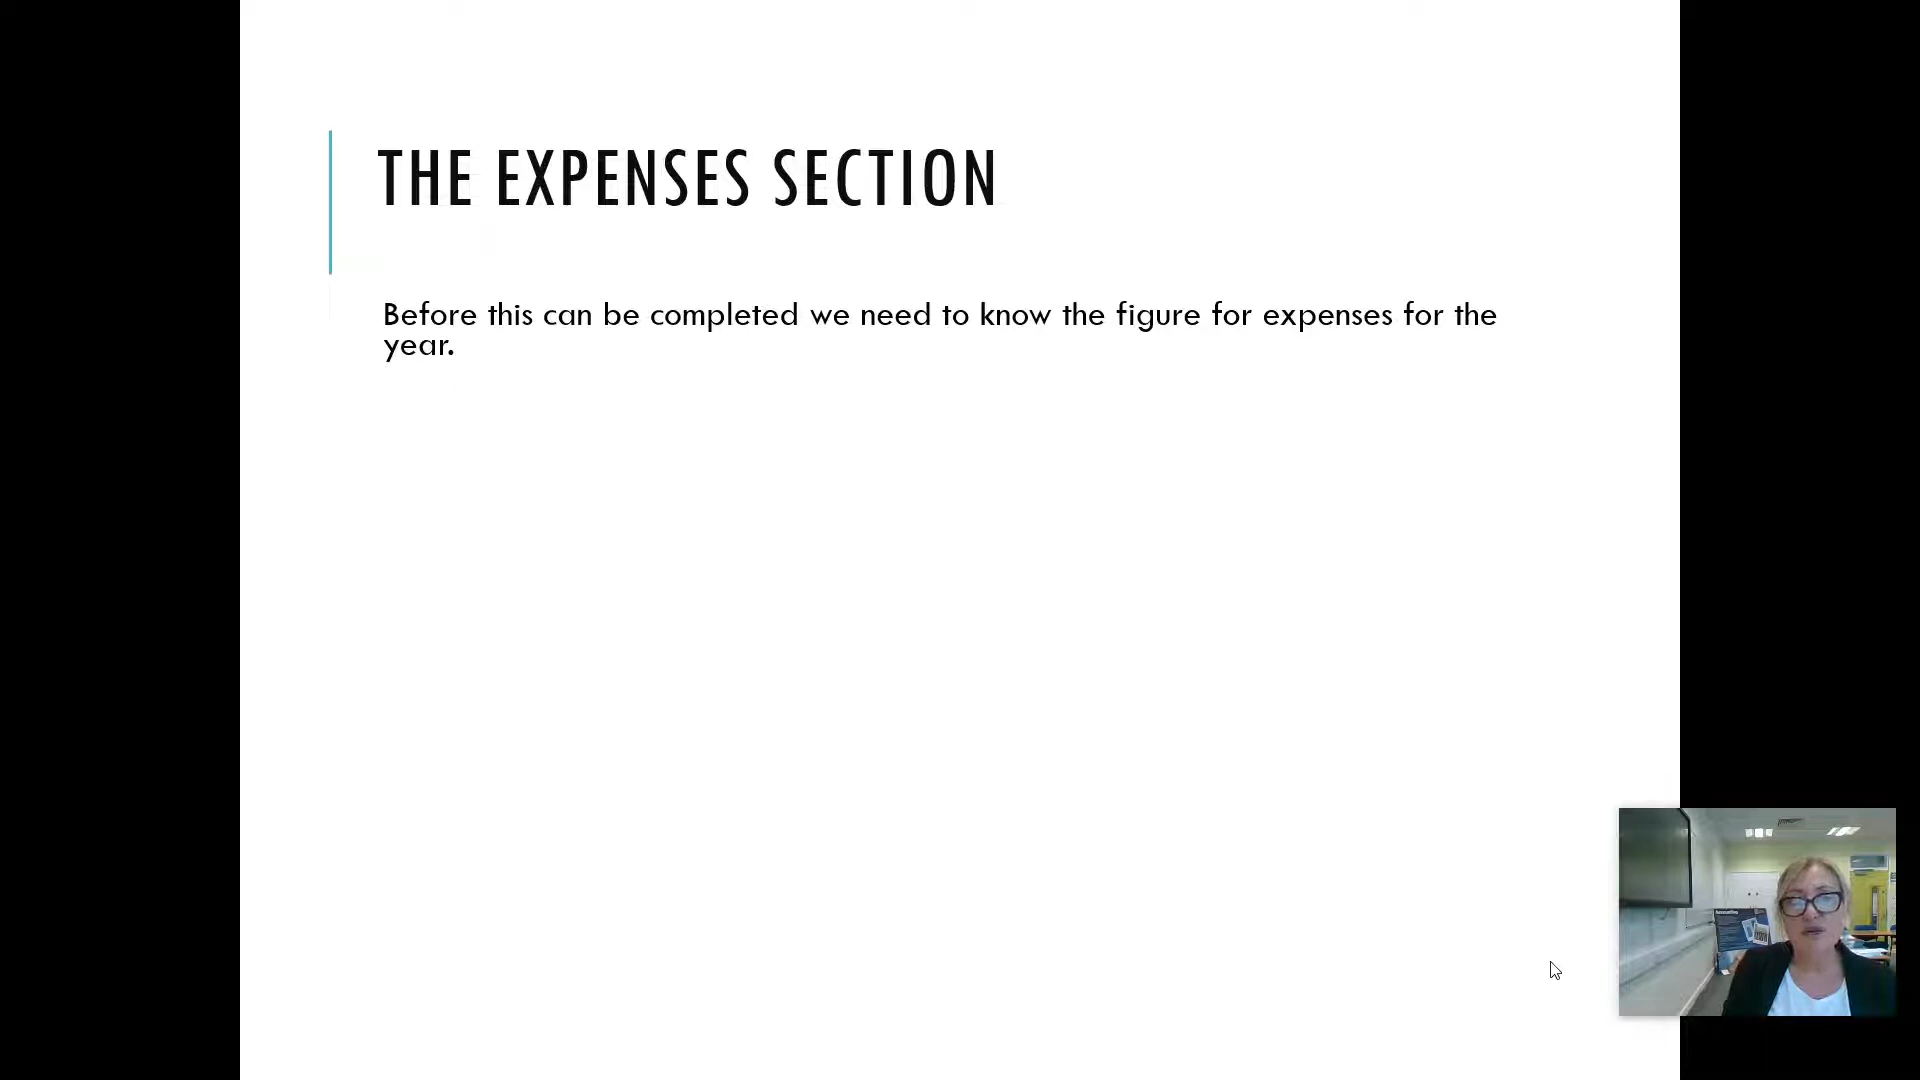 THE EXPENSES SECTION
Before this can be completed we need to know the figure for expenses for the
year.